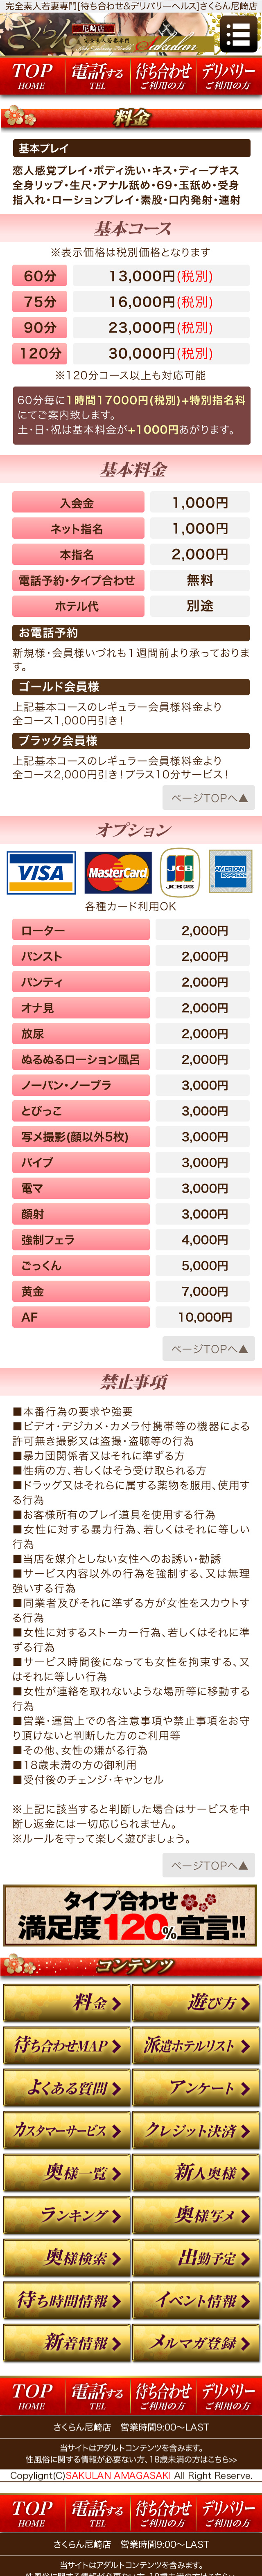 完全素人若妻専門[待ち合わせ&デリバリーヘルス]さくらん尼崎店
さくらん 尼崎店
TOP HOME 電話する TEL 待ち合わせ ご利用の方 デリバリー ご利用の方
料金
基本プレイ
恋人感覚プレイ・ボディ洗い・キス・ディープキス
全身リップ・生尺・アナル舐め・69・玉舐め・受身
指入れ・ローションプレイ・素股・口内発射・連射
基本コース
※表示価格は税別価格となります
60分 13,000円(税別)
75分 16,000円(税別)
90分 23,000円(税別)
120分 30,000円(税別)
※120分コース以上も対応可能
60分毎に1時間17000円(税別)+特別指名料
にてご案内致します。
土・日・祝は基本料金が+1000円あがります。
基本料金
入会金 1,000円
ネット指名 1,000円
本指名 2,000円
電話予約・タイプ合わせ 無料
ホテル代 別途
お電話予約
新規様・会員様いづれも1週間前より承っておりま
す。
ゴールド会員様
上記基本コースのレギュラー会員様料金より
全コース1,000円引き!
ブラック会員様
上記基本コースのレギュラー会員様料金より
全コース2,000円引き!プラス10分サービス!
ページTOPへ▲
オプション
VISA MasterCard JCB JCB CARDS AMERICAN EXPRESS
各種カード利用OK
ローター 2,000円
パンスト 2,000円
パンティ 2,000円
オナ見 2,000円
放尿 2,000円
ぬるぬるローション風呂 2,000円
ノーパン・ノーブラ 3,000円
とびっこ 3,000円
写メ撮影(顔以外5枚) 3,000円
バイブ 3,000円
電マ 3,000円
顔射 3,000円
強制フェラ 4,000円
ごっくん 5,000円
黄金 7,000円
AF 10,000円
ページTOPへ▲
禁止事項
■本番行為の要求や強要
■ビデオ・デジカメ・カメラ付携帯等の機器による
許可無き撮影又は盗撮・盗聴等の行為
■暴力団関係者又はそれに準ずる方
■性病の方、若しくはそう受け取られる方
■ドラッグ又はそれらに属する薬物を服用、使用す
る行為
■お客様所有のプレイ道具を使用する行為
■女性に対する暴力行為、若しくはそれに等しい
行為
■当店を媒介としない女性へのお誘い・勧誘
■サービス内容以外の行為を強制する、又は無理
強いする行為
■同業者及びそれに準ずる方が女性をスカウトす
る行為
■女性に対するストーカー行為、若しくはそれに準
ずる行為
■サービス時間後になっても女性を拘束する、又
はそれに等しい行為
■女性が連絡を取れないような場所等に移動する
行為
■営業・運営上での各注意事項や禁止事項をお守
り頂けないと判断した方のご利用等
■その他、女性の嫌がる行為
■18歳未満の方の御利用
■受付後のチェンジ・キャンセル
※上記に該当すると判断した場合はサービスを中
断し返金には一切応じられません。
※ルールを守って楽しく遊びましょう。
ページTOPへ▲
タイプ合わせ
満足度120%宣言!!
コンテンツ
料金 遊び方
待ち合わせMAP 派遣ホテルリスト
よくある質問 アンケート
カスタマーサービス クレジット決済
奥様一覧 新人奥様
ランキング 奥様写メ
奥様検索 出勤予定
待ち時間情報 イベント情報
新着情報 メルマガ登録
TOP HOME 電話する TEL 待ち合わせ ご利用の方 デリバリー ご利用の方
さくらん尼崎店 営業時間9:00〜LAST
当サイトはアダルトコンテンツを含みます。
性風俗に関する情報が必要ない方、18歳未満の方はこちら>>
Copylignt(C)SAKULAN AMAGASAKI All Right Reserve.
TOP HOME 電話する TEL 待ち合わせ ご利用の方 デリバリー ご利用の方
さくらん尼崎店 営業時間9:00〜LAST
当サイトはアダルトコンテンツを含みます。